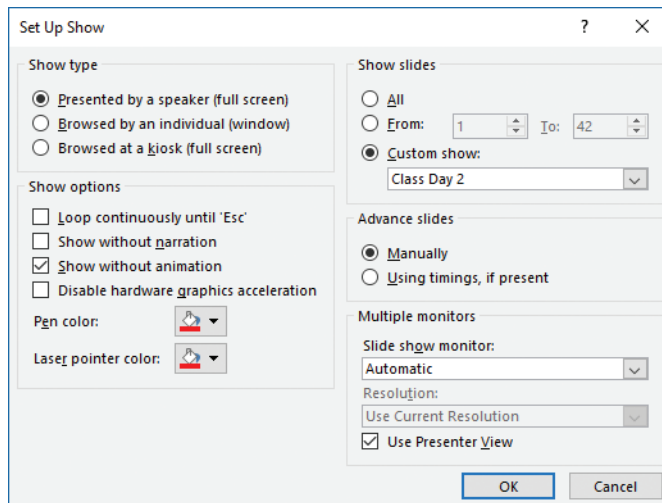 Set Up Show
Show type
Presented by a speaker (full screen)
Browsed by an individual (window)
Browsed at a kiosk (full screen)
Show options
Loop continuously until 'Esc'
Show without narration
Show without animation
Disable hardware graphics acceleration
Pen color:
Laser pointer color:
Show slides
All
From: 1 To: 42
Custom show:
Class Day 2
Advance slides
Manually
Using timings, if present
Multiple monitors
Slide show monitor:
Automatic
Resolution:
Use Current Resolution
Use Presenter View
OK Cancel